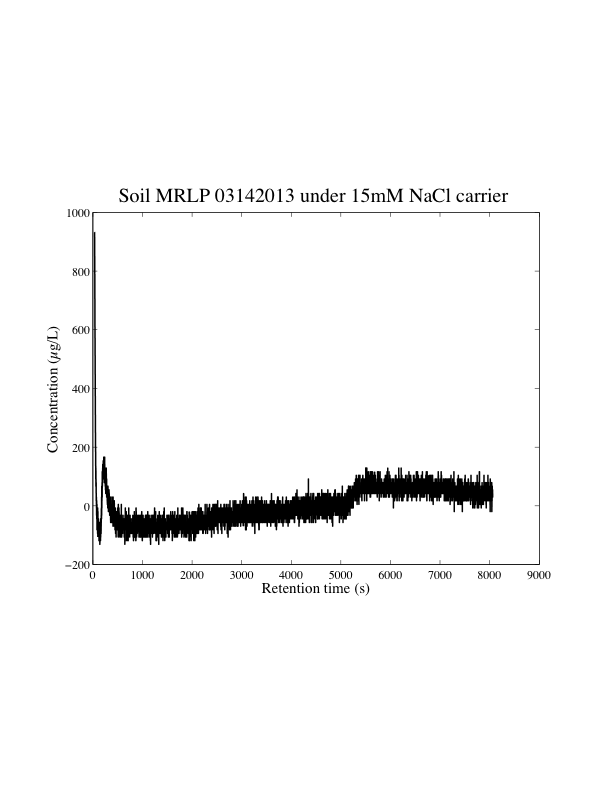 Soil MRLP 03142013 under 15mM NaCl carrier
1000
800
600
400
200
0
−200
Concentration (μg/L)
0 1000 2000 3000 4000 5000 6000 7000 8000 9000
Retention time (s)